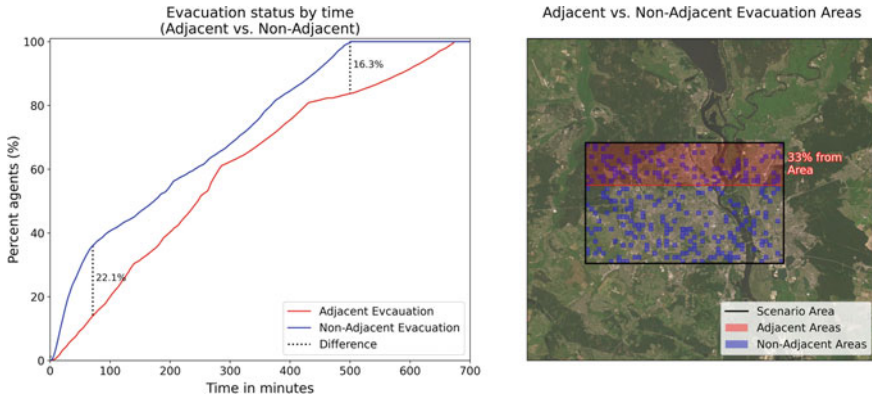 Evacuation status by time
(Adjacent vs. Non-Adjacent)
Percent agents (%)
100
80
60
40
20
0
22.1%
16.3%
Adjacent Evcauation
Non-Adjacent Evacuation
Difference
0 100 200 300 400 500 600 700
Time in minutes
Adjacent vs. Non-Adjacent Evacuation Areas
33% from
Area
Scenario Area
Adjacent Areas
Non-Adjacent Areas